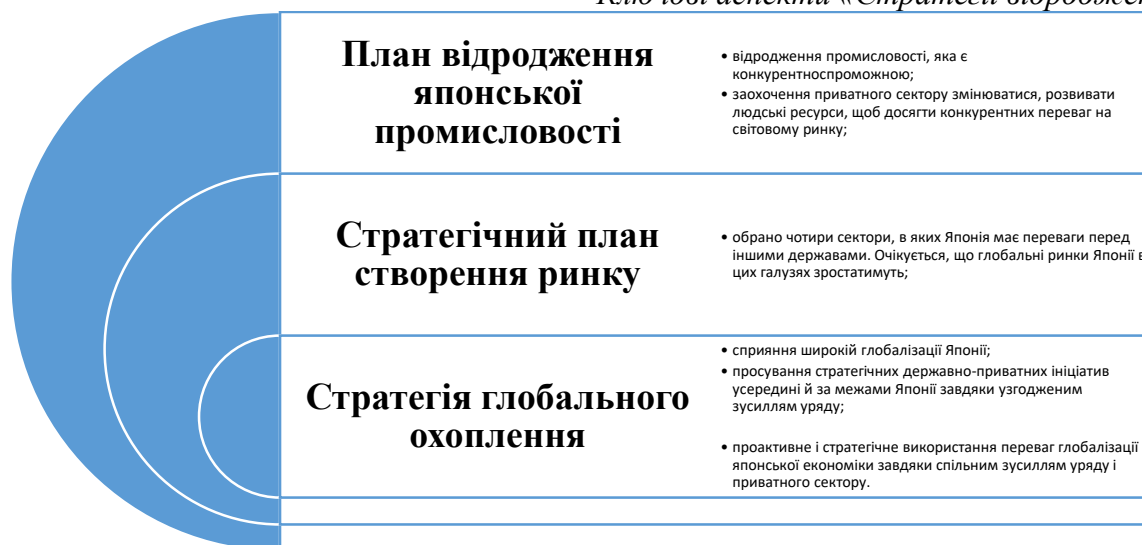 Ключові аспекти «Стратегії відроджен
План відродження
японської
промисловості
• відродження промисловості, яка є
конкурентноспроможною;
• заохочення приватного сектору змінюватися, розвивати
людські ресурси, щоб досягти конкурентних переваг на
світовому ринку;
Стратегічний план
створення ринку
• обрано чотири сектори, в яких Японія має переваги перед
іншими державами. Очікується, що глобальні ринки Японії в
цих галузях зростатимуть;
Стратегія глобального
охоплення
• сприяння широкій глобалізації Японії;
• просування стратегічних державно-приватних ініціатив
усередині й за межами Японії завдяки узгодженим
зусиллям уряду;
• проактивне і стратегічне використання переваг глобалізації
японської економіки завдяки спільним зусиллям уряду і
приватного сектору.